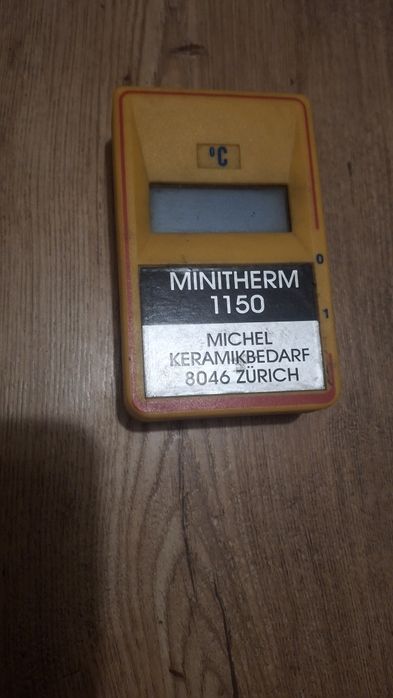 °C
0
MINITHERM
1150
1
MICHEL
KERAMIKBEDARF
8046 ZÜRICH